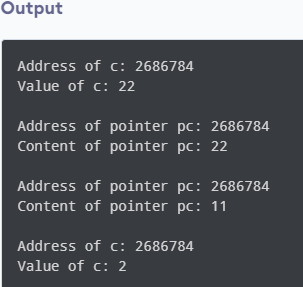 Output
Address of c: 2686784
Value of c: 22
Address of pointer pc: 2686784
Content of pointer pc: 22
Address of pointer pc: 2686784
Content of pointer pc: 11
Address of c: 2686784
Value of c: 2